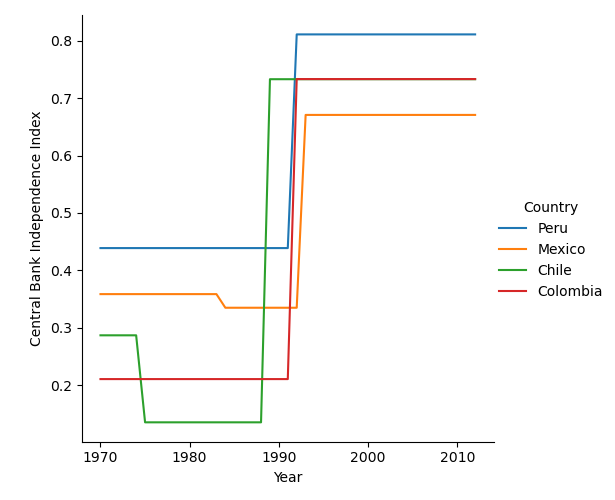 0.8
0.7
0.6
0.5
0.4
0.3
0.2
Central Bank Independence Index
1970 1980 1990 2000 2010
Year
Country
Peru
Mexico
Chile
Colombia